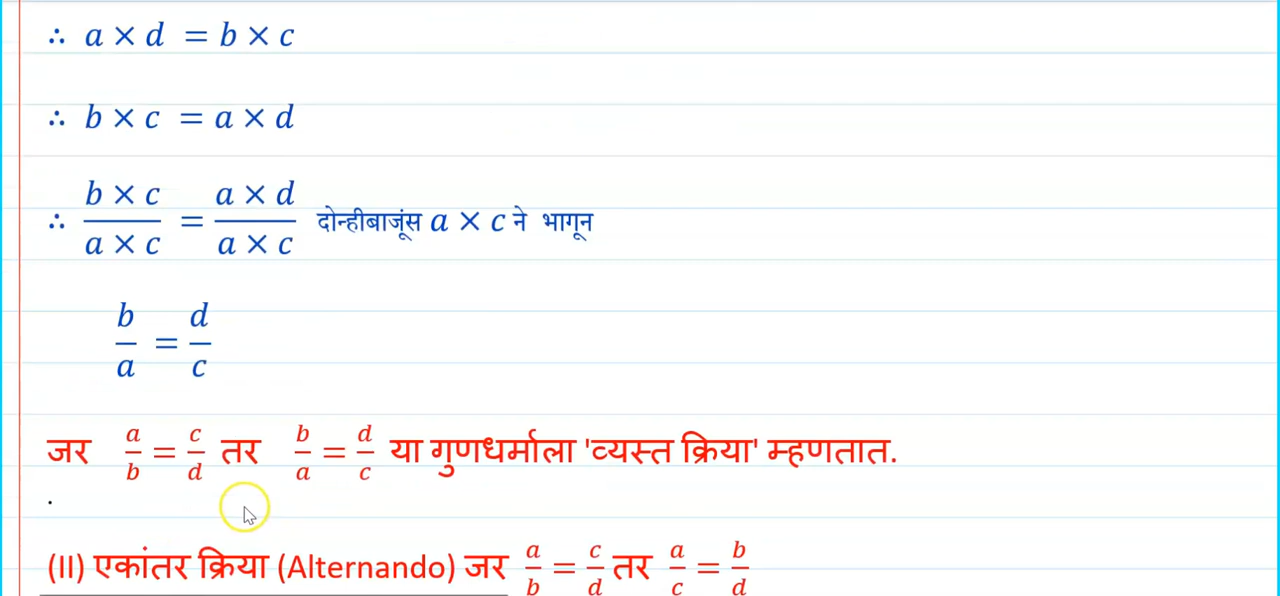 ∴ a × d = b × c
∴ b × c = a × d
∴ (b × c)/(a × c) = (a × d)/(a × c) दोन्हीबाजूंस a × c ने भागून
b/a = d/c
जर a/b = c/d तर b/a = d/c या गुणधर्माला 'व्यस्त क्रिया' म्हणतात.
.
(II) एकांतर क्रिया (Alternando) जर a/b = c/d तर a/c = b/d